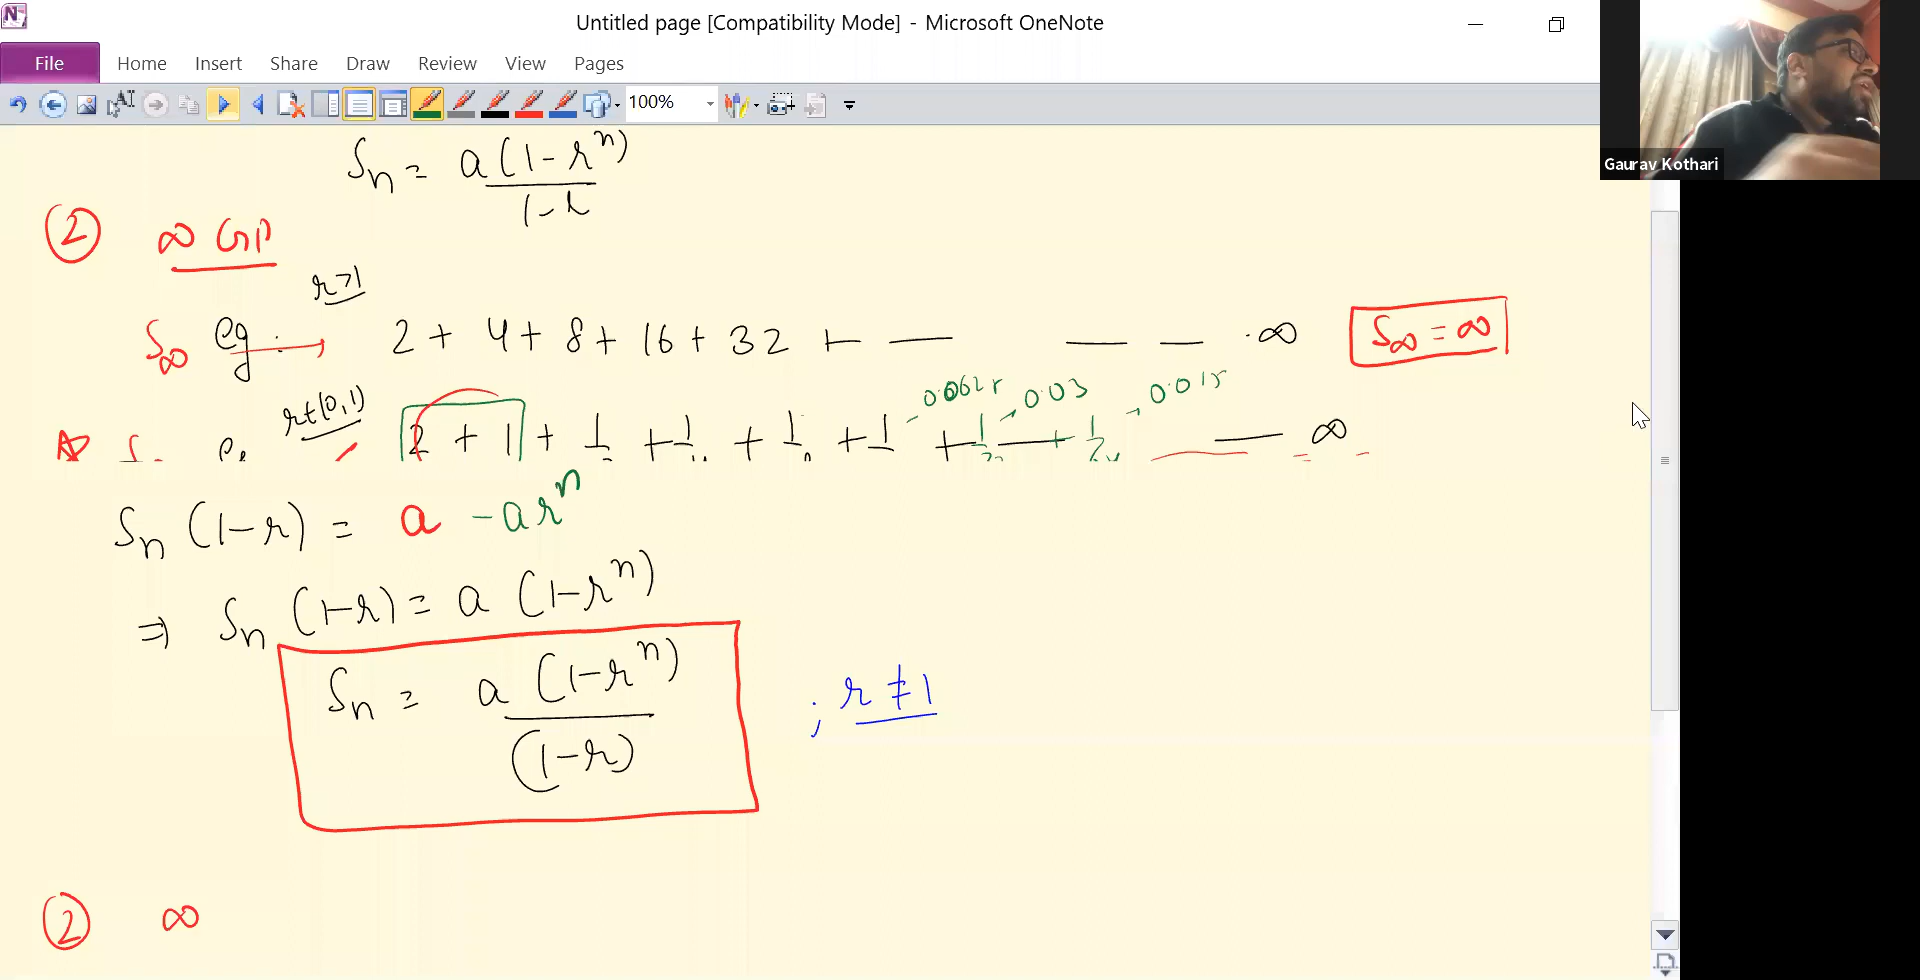 Untitled page [Compatibility Mode] - Microsoft OneNote
File Home Insert Share Draw Review View Pages
100%
Gaurav Kothari
Sn = a(1-r^n)
1-r
② ∞ GP
r>1
S∞ eg. → 2 + 4 + 8 + 16 + 32 + — — — — ∞ S∞ = ∞
0.03 0.015
r∈(0,1)
2 + 1 + — ∞
Sn (1-r) = a - ar^n
⇒ Sn (1-r) = a (1-r^n)
Sn = a (1-r^n)
(1-r)
; r ≠ 1
② ∞